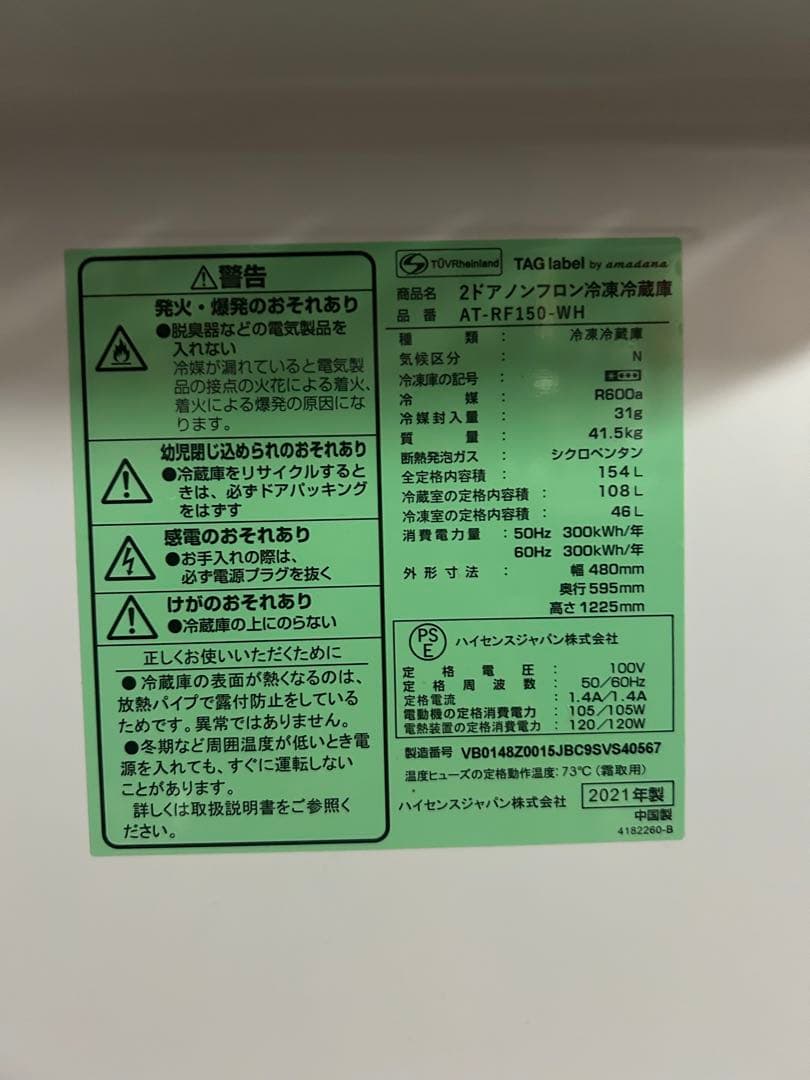 警告
発火・爆発のおそれあり
●脱臭器などの電気製品を
入れない
冷媒が漏れていると電気製
品の接点の火花による着火、
着火による爆発の原因にな
ります。
幼児閉じ込められのおそれあり
●冷蔵庫をリサイクルすると
きは、必ずドアパッキング
をはずす
感電のおそれあり
●お手入れの際は、
必ず電源プラグを抜く
けがのおそれあり
●冷蔵庫の上にのらない
正しくお使いいただくために
●冷蔵庫の表面が熱くなるのは、
放熱パイプで露付防止をしている
ためです。異常ではありません。
●冬期など周囲温度が低いとき電
源を入れても、すぐに運転しない
ことがあります。
詳しくは取扱説明書をご参照く
ださい。
TÜVRheinland TAG label by amadana
商品名 2ドアノンフロン冷凍冷蔵庫
品番 AT-RF150-WH
種類 : 冷凍冷蔵庫
気候区分 : N
冷凍庫の記号 :
冷媒 : R600a
冷媒封入量 : 31g
質量 : 41.5kg
断熱発泡ガス : シクロペンタン
全定格内容積 : 154L
冷蔵室の定格内容積 : 108L
冷凍室の定格内容積 : 46L
消費電力量 : 50Hz 300kWh/年
60Hz 300kWh/年
外形寸法 : 幅 480mm
奥行 595mm
高さ 1225mm
PS
E
ハイセンスジャパン株式会社
定格電圧 : 100V
定格周波数 : 50/60Hz
定格電流 : 1.4A/1.4A
電動機の定格消費電力 : 105/105W
電熱装置の定格消費電力 : 120/120W
製造番号 VB0148Z0015JBC9SVS40567
温度ヒューズの定格動作温度:73℃(霜取用)
ハイセンスジャパン株式会社 2021年製
中国製
4182260-B